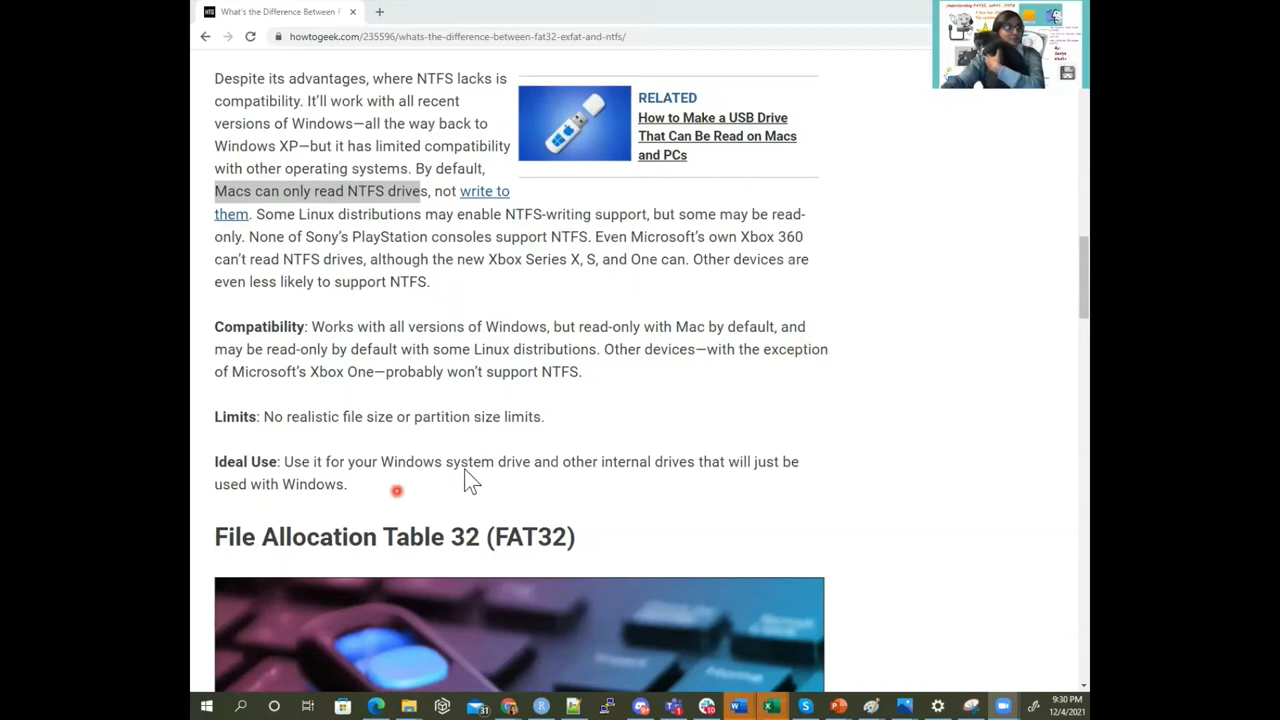 What's the Difference Between F
howtogeek.com
596/whats-the-difference-between-fat32-exfat-and-ntfs/
Despite its advantages, where NTFS lacks is
compatibility. It'll work with all recent
versions of Windows—all the way back to
Windows XP—but it has limited compatibility
with other operating systems. By default,
Macs can only read NTFS drives, not write to
them. Some Linux distributions may enable NTFS-writing support, but some may be read-
only. None of Sony's PlayStation consoles support NTFS. Even Microsoft's own Xbox 360
can't read NTFS drives, although the new Xbox Series X, S, and One can. Other devices are
even less likely to support NTFS.
RELATED
How to Make a USB Drive
That Can Be Read on Macs
and PCs
Compatibility: Works with all versions of Windows, but read-only with Mac by default, and
may be read-only by default with some Linux distributions. Other devices—with the exception
of Microsoft's Xbox One—probably won't support NTFS.
Limits: No realistic file size or partition size limits.
Ideal Use: Use it for your Windows system drive and other internal drives that will just be
used with Windows.
File Allocation Table 32 (FAT32)
9:30 PM
12/4/2021